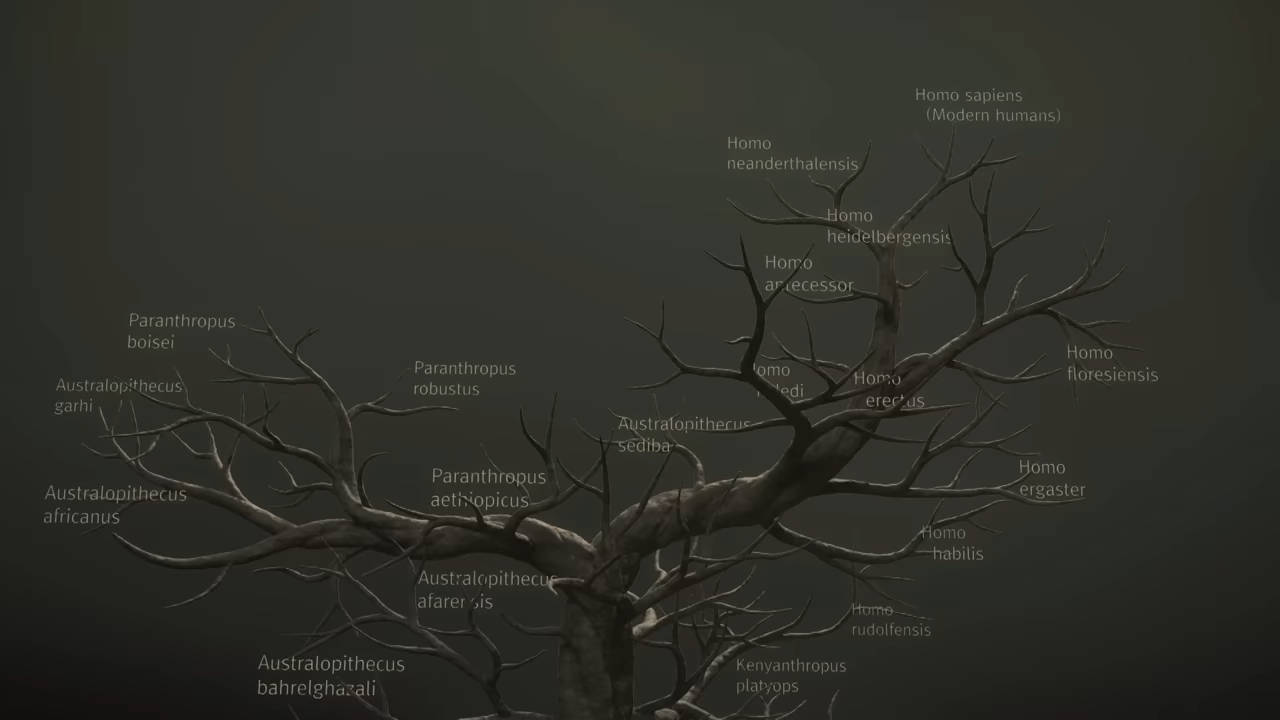 Homo sapiens
(Modern humans)
Homo
neanderthalensis
Homo
heidelbergensis
Homo
antecessor
Paranthropus
boisei
Paranthropus
robustus
Australopithecus
garhi
Homo
naledi
Homo
erectus
Homo
floresiensis
Australopithecus
sediba
Paranthropus
aethiopicus
Homo
ergaster
Australopithecus
africanus
Homo
habilis
Australopithecus
afarensis
Homo
rudolfensis
Australopithecus
bahrelghazali
Kenyanthropus
platyops